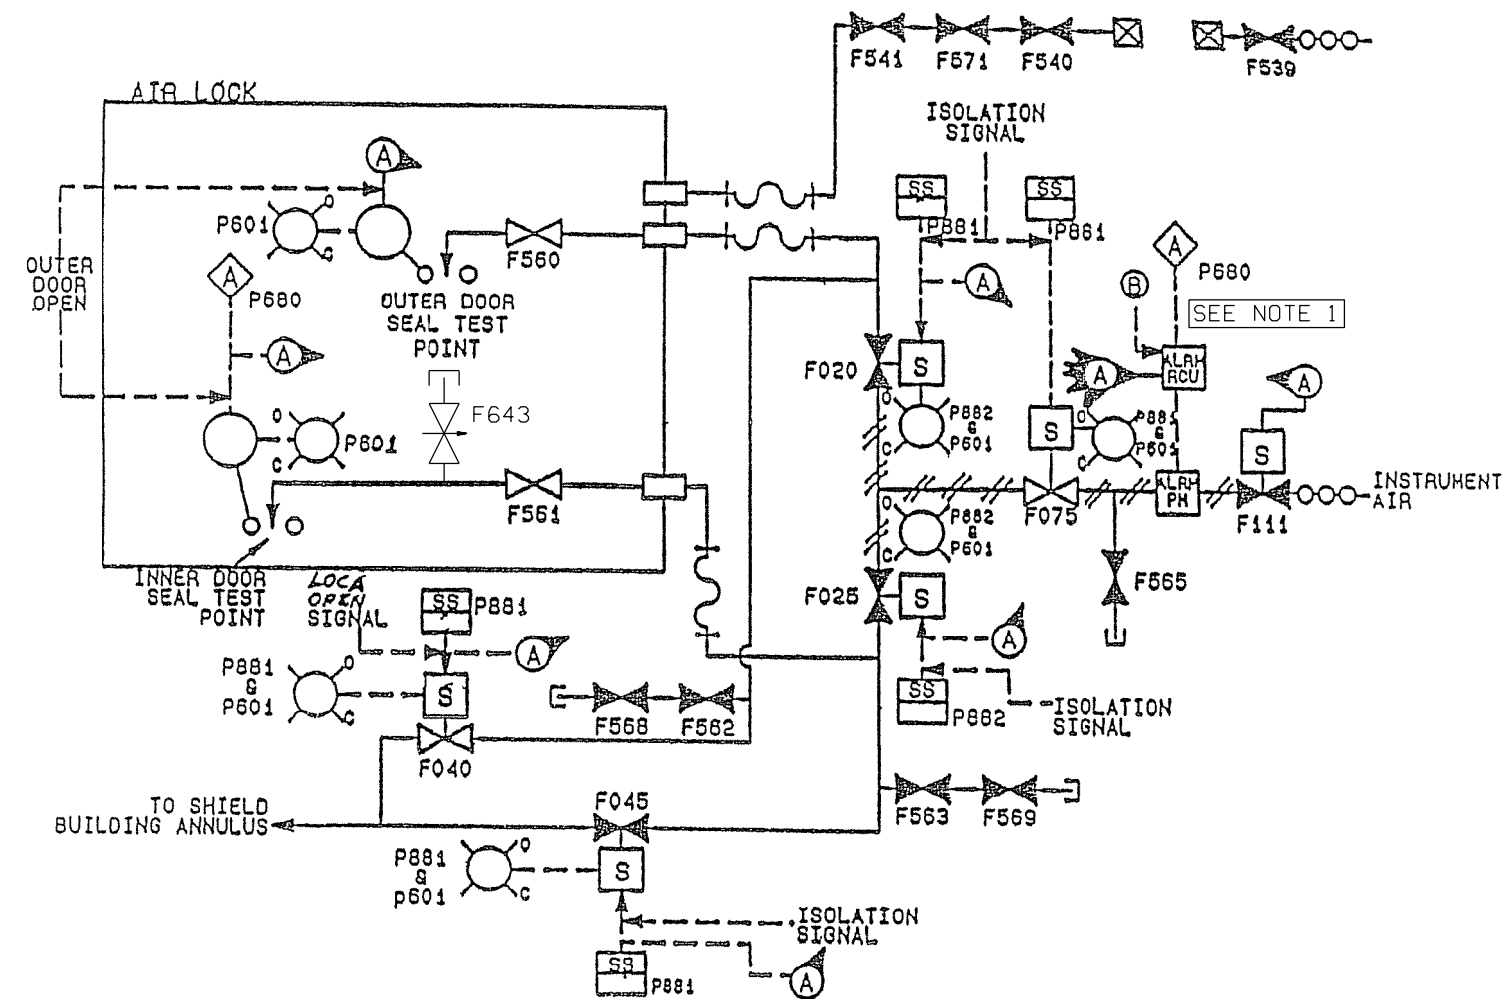 F541
F571
F540
F539
AIR LOCK
ISOLATION
SIGNAL
A
SS
P881
SS
P881
O
P601
C
F560
A
P680
OUTER
DOOR
OPEN
A
P680
OUTER DOOR
SEAL TEST
POINT
A
B
SEE NOTE 1
A
F020
S
ALRM
RCU
A
A
F643
O
P601
C
O
P882
&
P601
C
S
O
P881
&
P601
C
S
F561
F075
ALRM
PM
F111
INSTRUMENT
AIR
O
P882
&
P601
C
INNER DOOR
SEAL TEST
POINT
LOCA
OPEN
SIGNAL
SS
P881
F025
S
F565
A
A
P881
&
P601
O
C
S
F568
F562
SS
P882
ISOLATION
SIGNAL
F040
TO SHIELD
BUILDING ANNULUS
F045
F563
F569
P881
&
P601
O
C
S
ISOLATION
SIGNAL
SS
P881
A